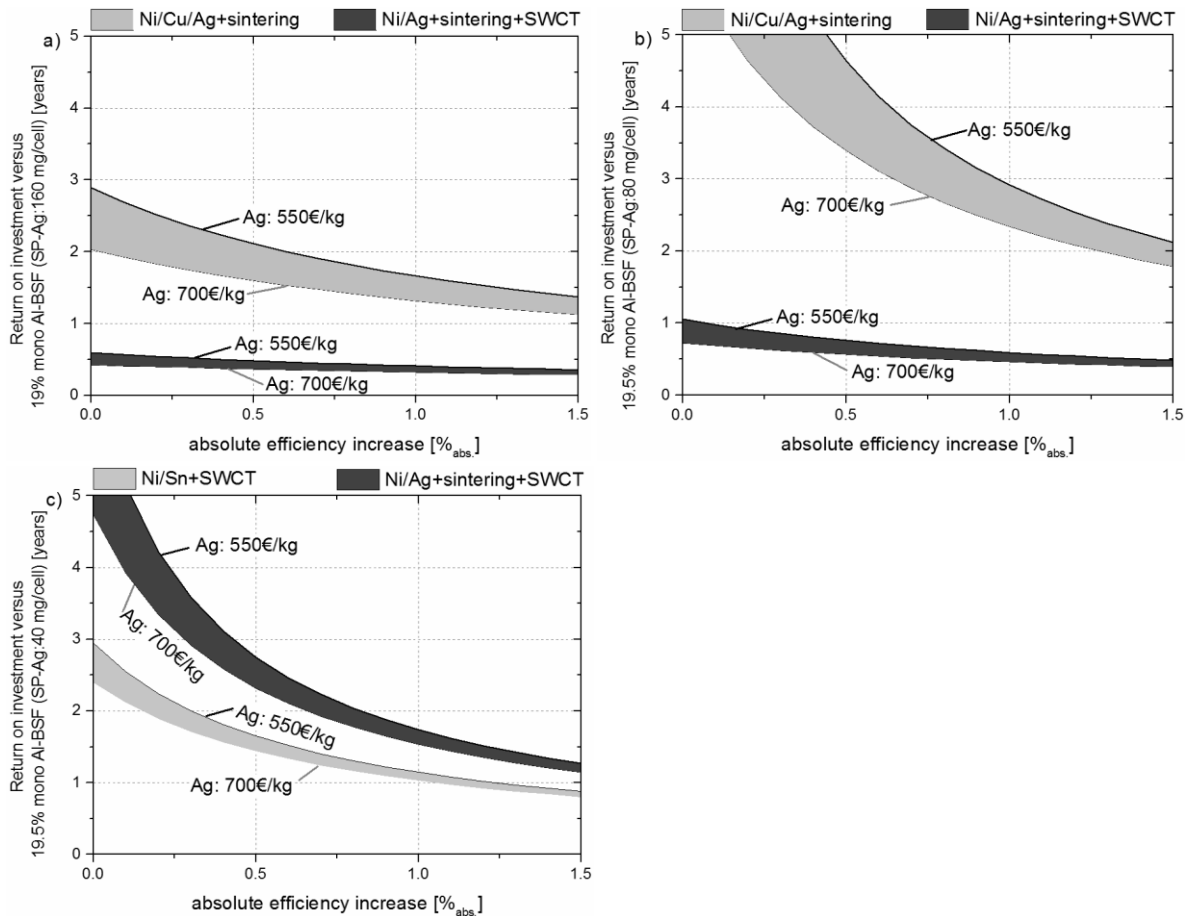 Ni/Cu/Ag+sintering Ni/Ag+sintering+SWCT
a)
Return on investment versus
19% mono Al-BSF (SP-Ag:160 mg/cell) [years]
5
4
3
2
1
0
Ag: 550€/kg
Ag: 700€/kg
Ag: 550€/kg
Ag: 700€/kg
0.0 0.5 1.0 1.5
absolute efficiency increase [%abs.]
Ni/Cu/Ag+sintering Ni/Ag+sintering+SWCT
b)
Return on investment versus
19.5% mono Al-BSF (SP-Ag:80 mg/cell) [years]
5
4
3
2
1
0
Ag: 550€/kg
Ag: 700€/kg
Ag: 550€/kg
Ag: 700€/kg
0.0 0.5 1.0 1.5
absolute efficiency increase [%abs.]
Ni/Sn+SWCT Ni/Ag+sintering+SWCT
c)
Return on investment versus
19.5% mono Al-BSF (SP-Ag:40 mg/cell) [years]
5
4
3
2
1
0
Ag: 550€/kg
Ag: 700€/kg
Ag: 550€/kg
Ag: 700€/kg
0.0 0.5 1.0 1.5
absolute efficiency increase [%abs.]